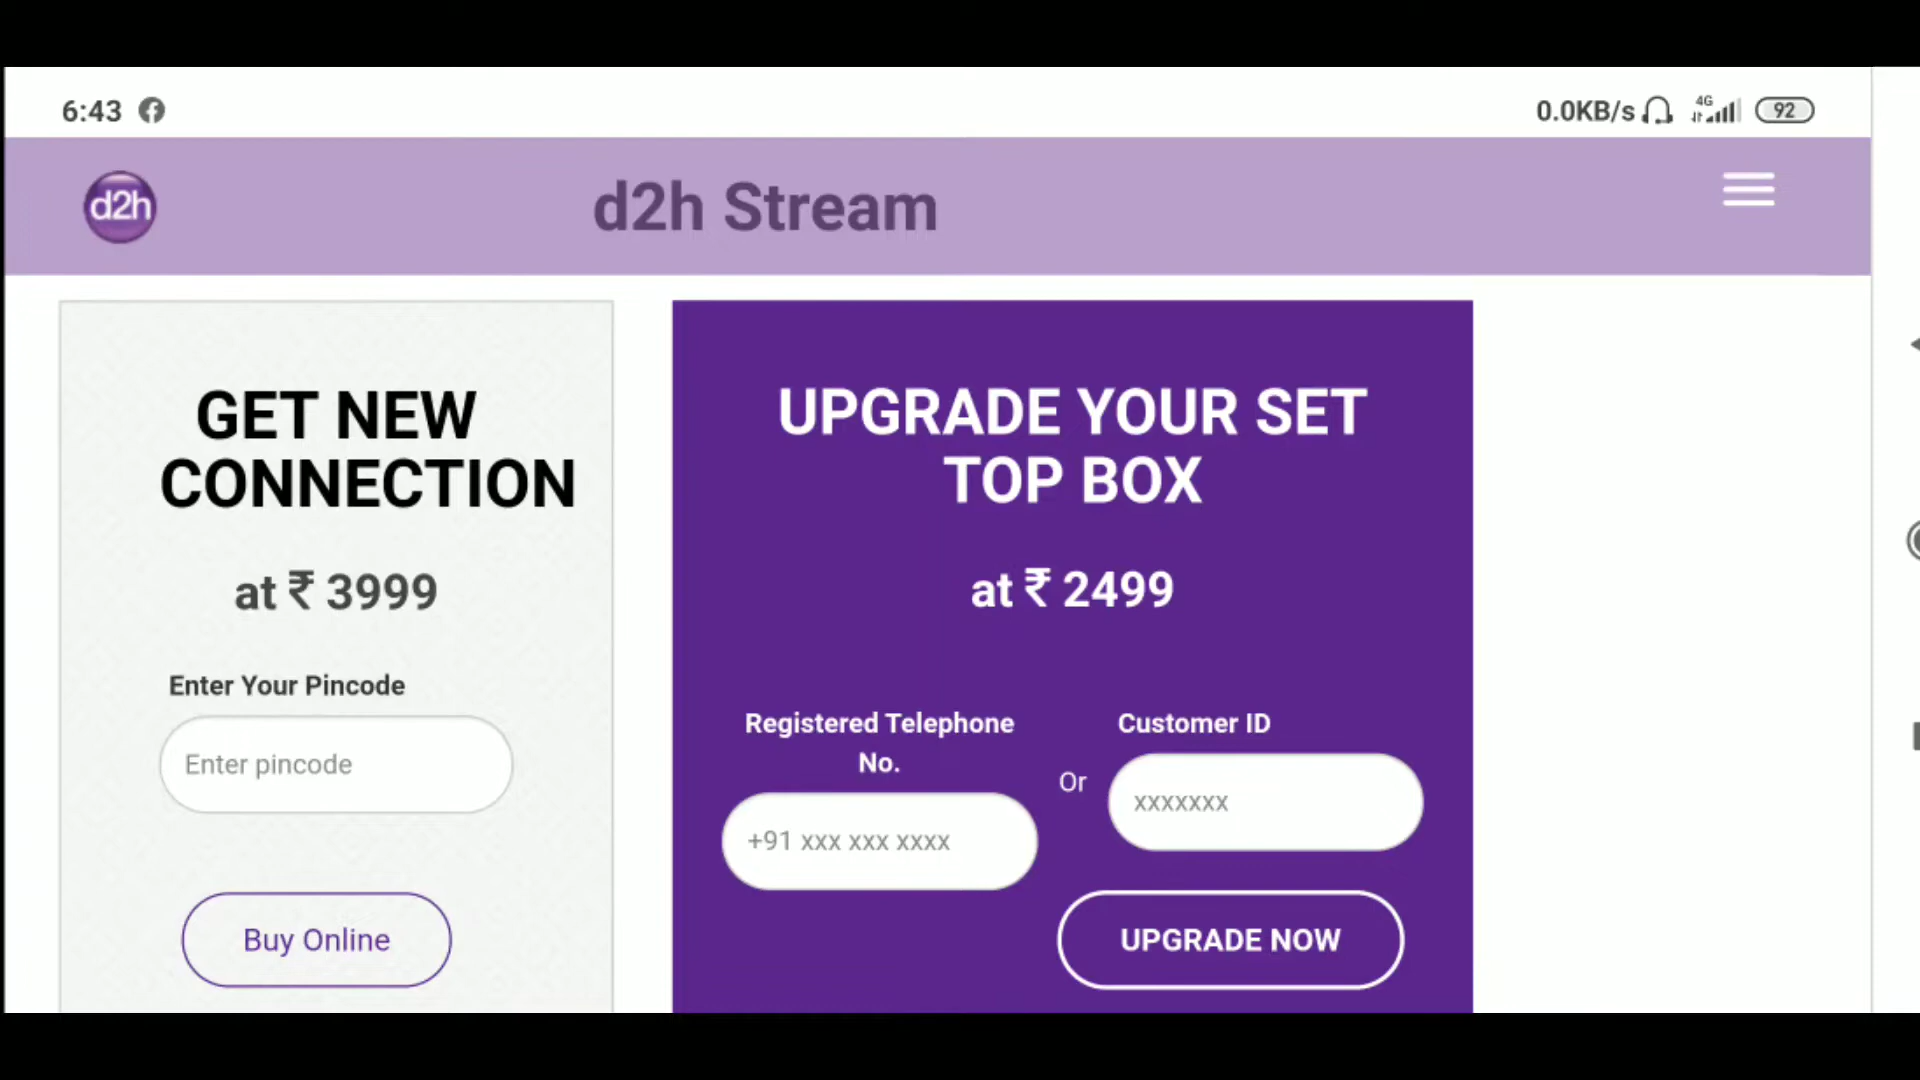 6:43
0.0KB/s 4G 92
d2h
d2h Stream
GET NEW
CONNECTION
at ₹ 3999
Enter Your Pincode
Enter pincode
Buy Online
UPGRADE YOUR SET
TOP BOX
at ₹ 2499
Registered Telephone
No.
+91 xxx xxx xxxx
Or
Customer ID
xxxxxxx
UPGRADE NOW